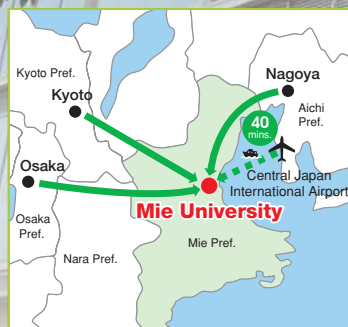 Kyoto Pref.
Kyoto
Nagoya
Aichi
Pref.
40
mins.
Osaka
Central Japan
International Airport
Mie University
Osaka
Pref.
Mie Pref.
Nara Pref.